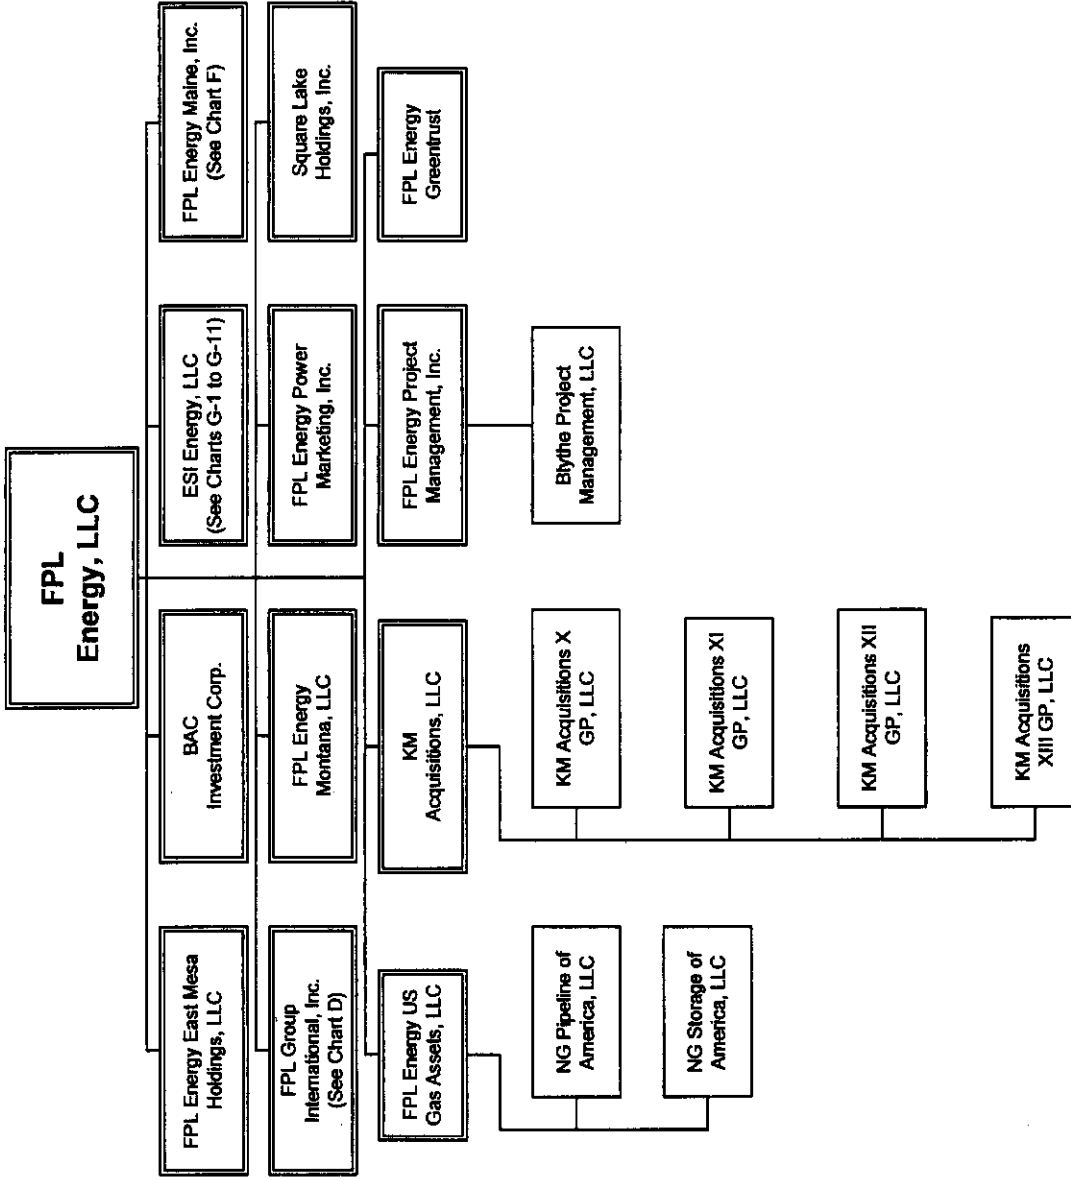 FPL
Energy, LLC
FPL Energy East Mesa
Holdings, LLC
BAC
Investment Corp.
ESI Energy, LLC
(See Charts G-1 to G-11)
FPL Energy Maine, Inc.
(See Chart F)
FPL Group
International, Inc.
(See Chart D)
FPL Energy
Montana, LLC
FPL Energy Power
Marketing, Inc.
Square Lake
Holdings, Inc.
FPL Energy US
Gas Assets, LLC
KM
Acquisitions, LLC
FPL Energy Project
Management, Inc.
FPL Energy
Greentrust
NG Pipeline of
America, LLC
KM Acquisitions X
GP, LLC
Blythe Project
Management, LLC
NG Storage of
America, LLC
KM Acquisitions XI
GP, LLC
KM Acquisitions XII
GP, LLC
KM Acquisitions
XIII GP, LLC